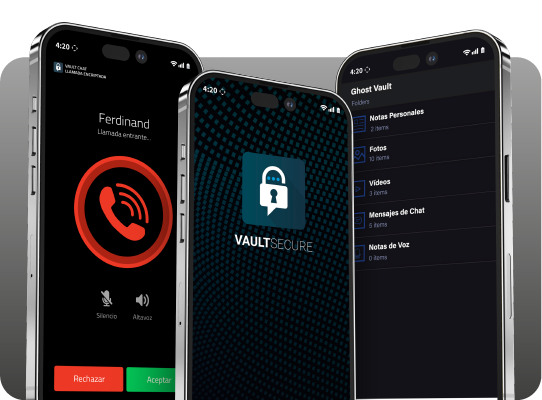 4:20
VAULT CHAT
LLAMADA ENCRIPTADA
Ferdinand
Llamada entrante...
Silencio
Altavoz
Rechazar
Aceptar
4:20
VAULTSECURE
4:20
Ghost Vault
Folders
Notas Personales
2 items
Fotos
10 items
Vídeos
3 items
Mensajes de Chat
5 items
Notas de Voz
0 items